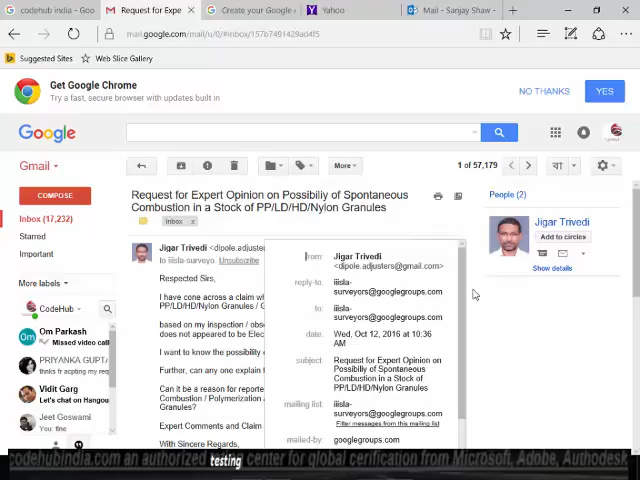 codehub india - Goo
Request for Expe
Create your Google
Yahoo
Mail - Sanjay Shaw -
mail.google.com/mail/u/0/#inbox/157b7491429ad4f5
Suggested Sites
Web Slice Gallery
Get Google Chrome
Try a fast, secure browser with updates built in
NO THANKS
YES
Google
Gmail
More
1 of 57,179
বা
COMPOSE
Inbox (17,232)
Starred
Important
More labels
CodeHub
Om Parkash
Missed video call
PRIYANKA GUPTA
thnks fr acpting my req
Vidit Garg
Let's chat on Hangou
Jeet Goswami
You: fine
Request for Expert Opinion on Possibiliy of Spontaneous
Combustion in a Stock of PP/LD/HD/Nylon Granules
Inbox x
Jigar Trivedi <dipole.adjusters
to iiisla-surveyo. Unsubscribe
Respected Sirs,
I have cone across a claim wh
PP/LD/HD/Nylon Granules / G
based on my inspection / obse
does not appeared to be Elec
I want to know the possibility o
Further, can any one explain f
Can it be a reason for reporte
Combustion / Polymerization /
Granules?
Expert Comments and Claim
With Sincere Regards,
from: Jigar Trivedi
<dipole.adjusters@gmail.com>
reply-to: iiisla-
surveyors@googlegroups.com
to: iiisla-
surveyors@googlegroups.com
date: Wed, Oct 12, 2016 at 10:36
AM
subject: Request for Expert Opinion
on Possibiliy of Spontaneous
Combustion in a Stock of
PP/LD/HD/Nylon Granules
mailing list: iiisla-
surveyors@googlegroups.com
Filter messages from this mailing list
mailed-by: googlegroups.com
People (2)
Jigar Trivedi
Add to circles
Show details
codehubindia.com an authorized testing center for global cerification from Microsoft, Adobe, Authodesk